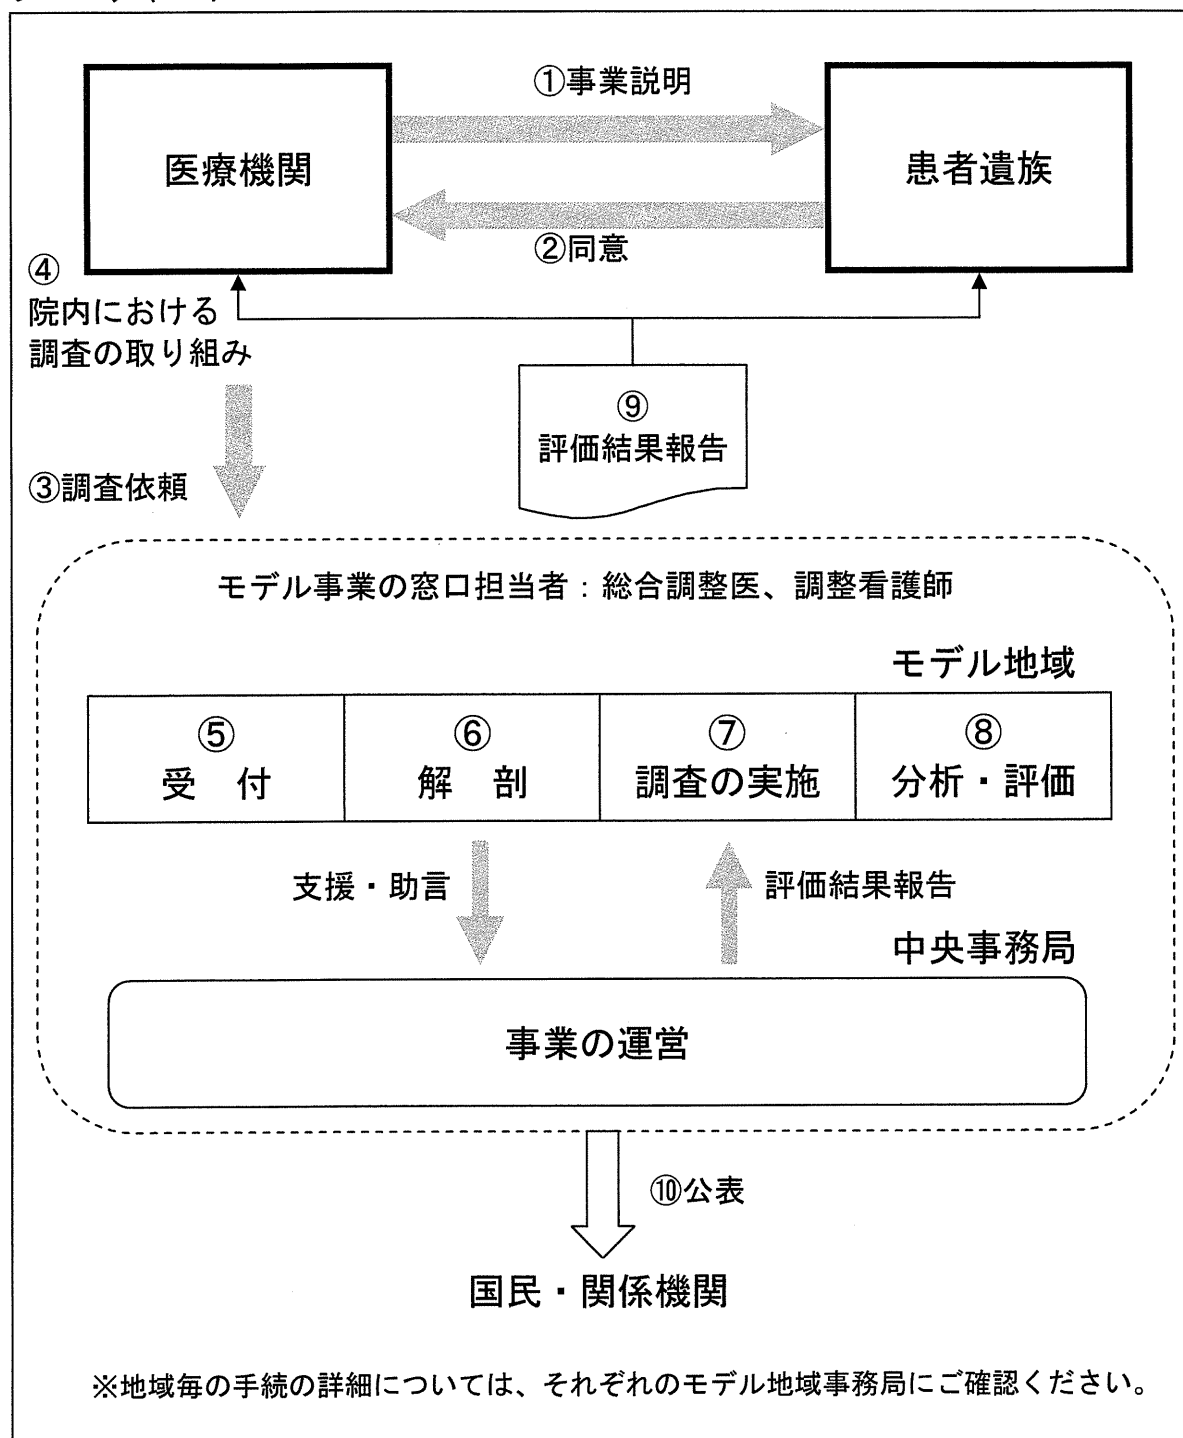 ①事業説明
医療機関
患者遺族
②同意
④
院内における
調査の取り組み
⑨
評価結果報告
③調査依頼
モデル事業の窓口担当者：総合調整医、調整看護師
モデル地域
⑤
受　付
⑥
解　剖
⑦
調査の実施
⑧
分析・評価
支援・助言
評価結果報告
中央事務局
事業の運営
⑩公表
国民・関係機関
※地域毎の手続の詳細については、それぞれのモデル地域事務局にご確認ください。